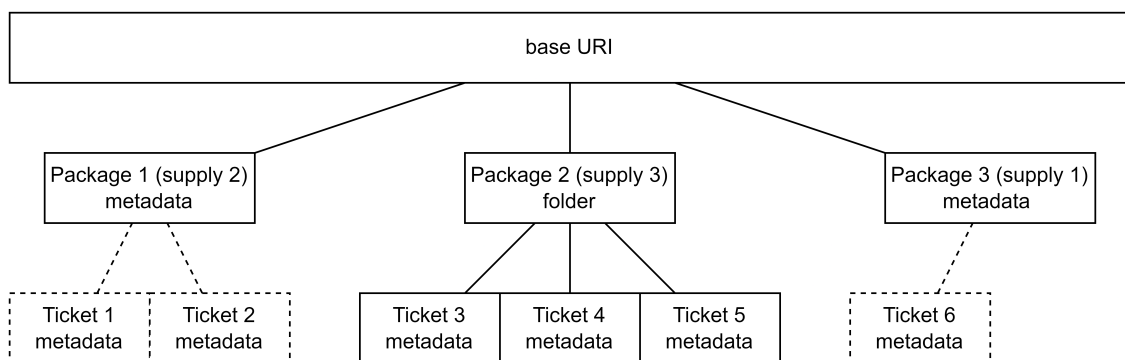 base URI
Package 1 (supply 2)
metadata
Package 2 (supply 3)
folder
Package 3 (supply 1)
metadata
Ticket 1
metadata
Ticket 2
metadata
Ticket 3
metadata
Ticket 4
metadata
Ticket 5
metadata
Ticket 6
metadata